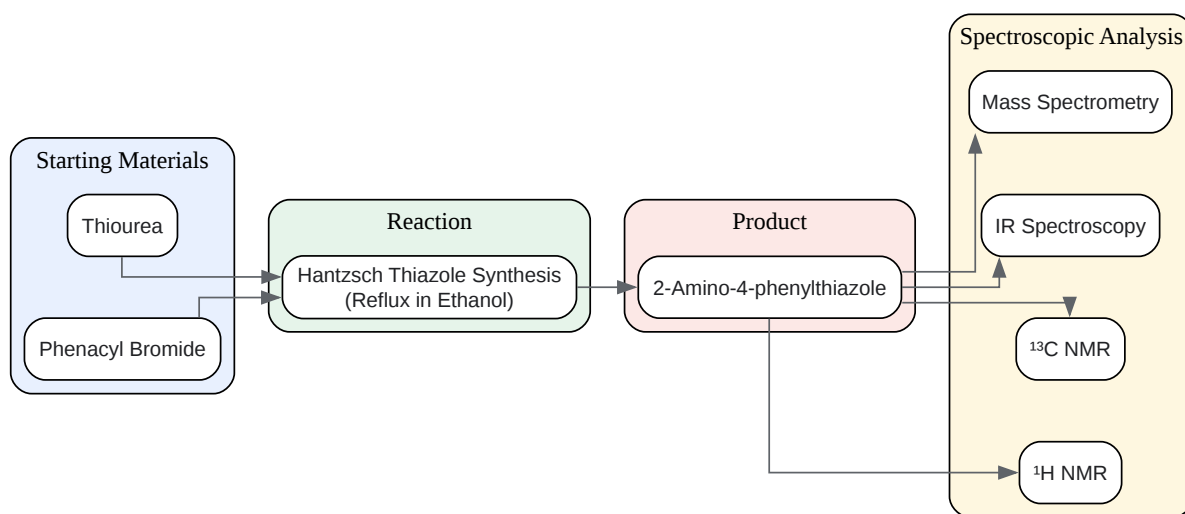 Starting Materials
Thiourea
Phenacyl Bromide
Reaction
Hantzsch Thiazole Synthesis
(Reflux in Ethanol)
Product
2-Amino-4-phenylthiazole
Spectroscopic Analysis
Mass Spectrometry
IR Spectroscopy
¹³C NMR
¹H NMR